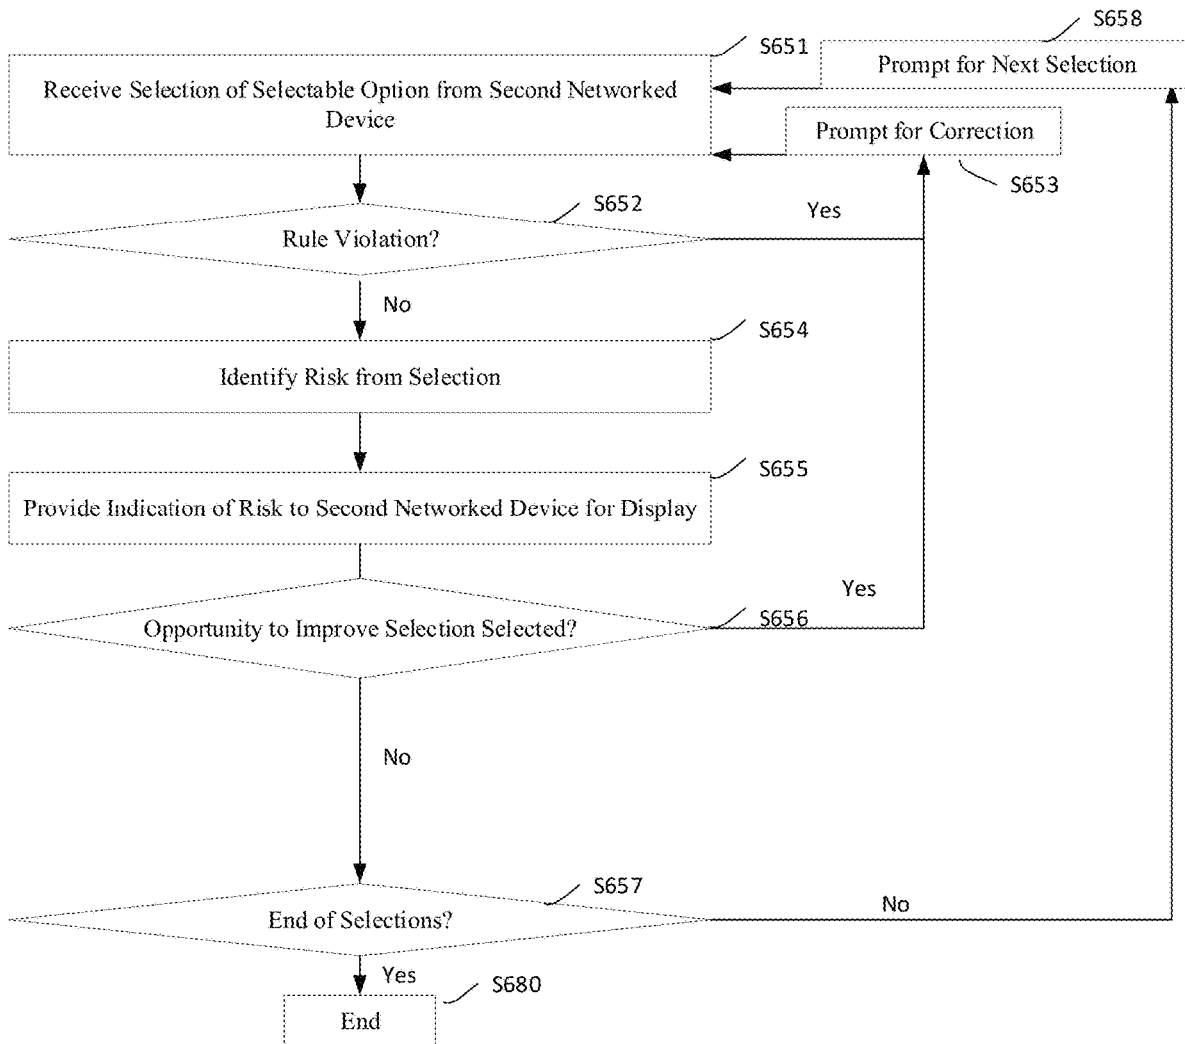 S658
S651
Prompt for Next Selection
Receive Selection of Selectable Option from Second Networked
Device
Prompt for Correction
S653
S652
Yes
Rule Violation?
No
S654
Identify Risk from Selection
S655
Provide Indication of Risk to Second Networked Device for Display
Yes
S656
Opportunity to Improve Selection Selected?
No
S657
End of Selections?
No
Yes
S680
End